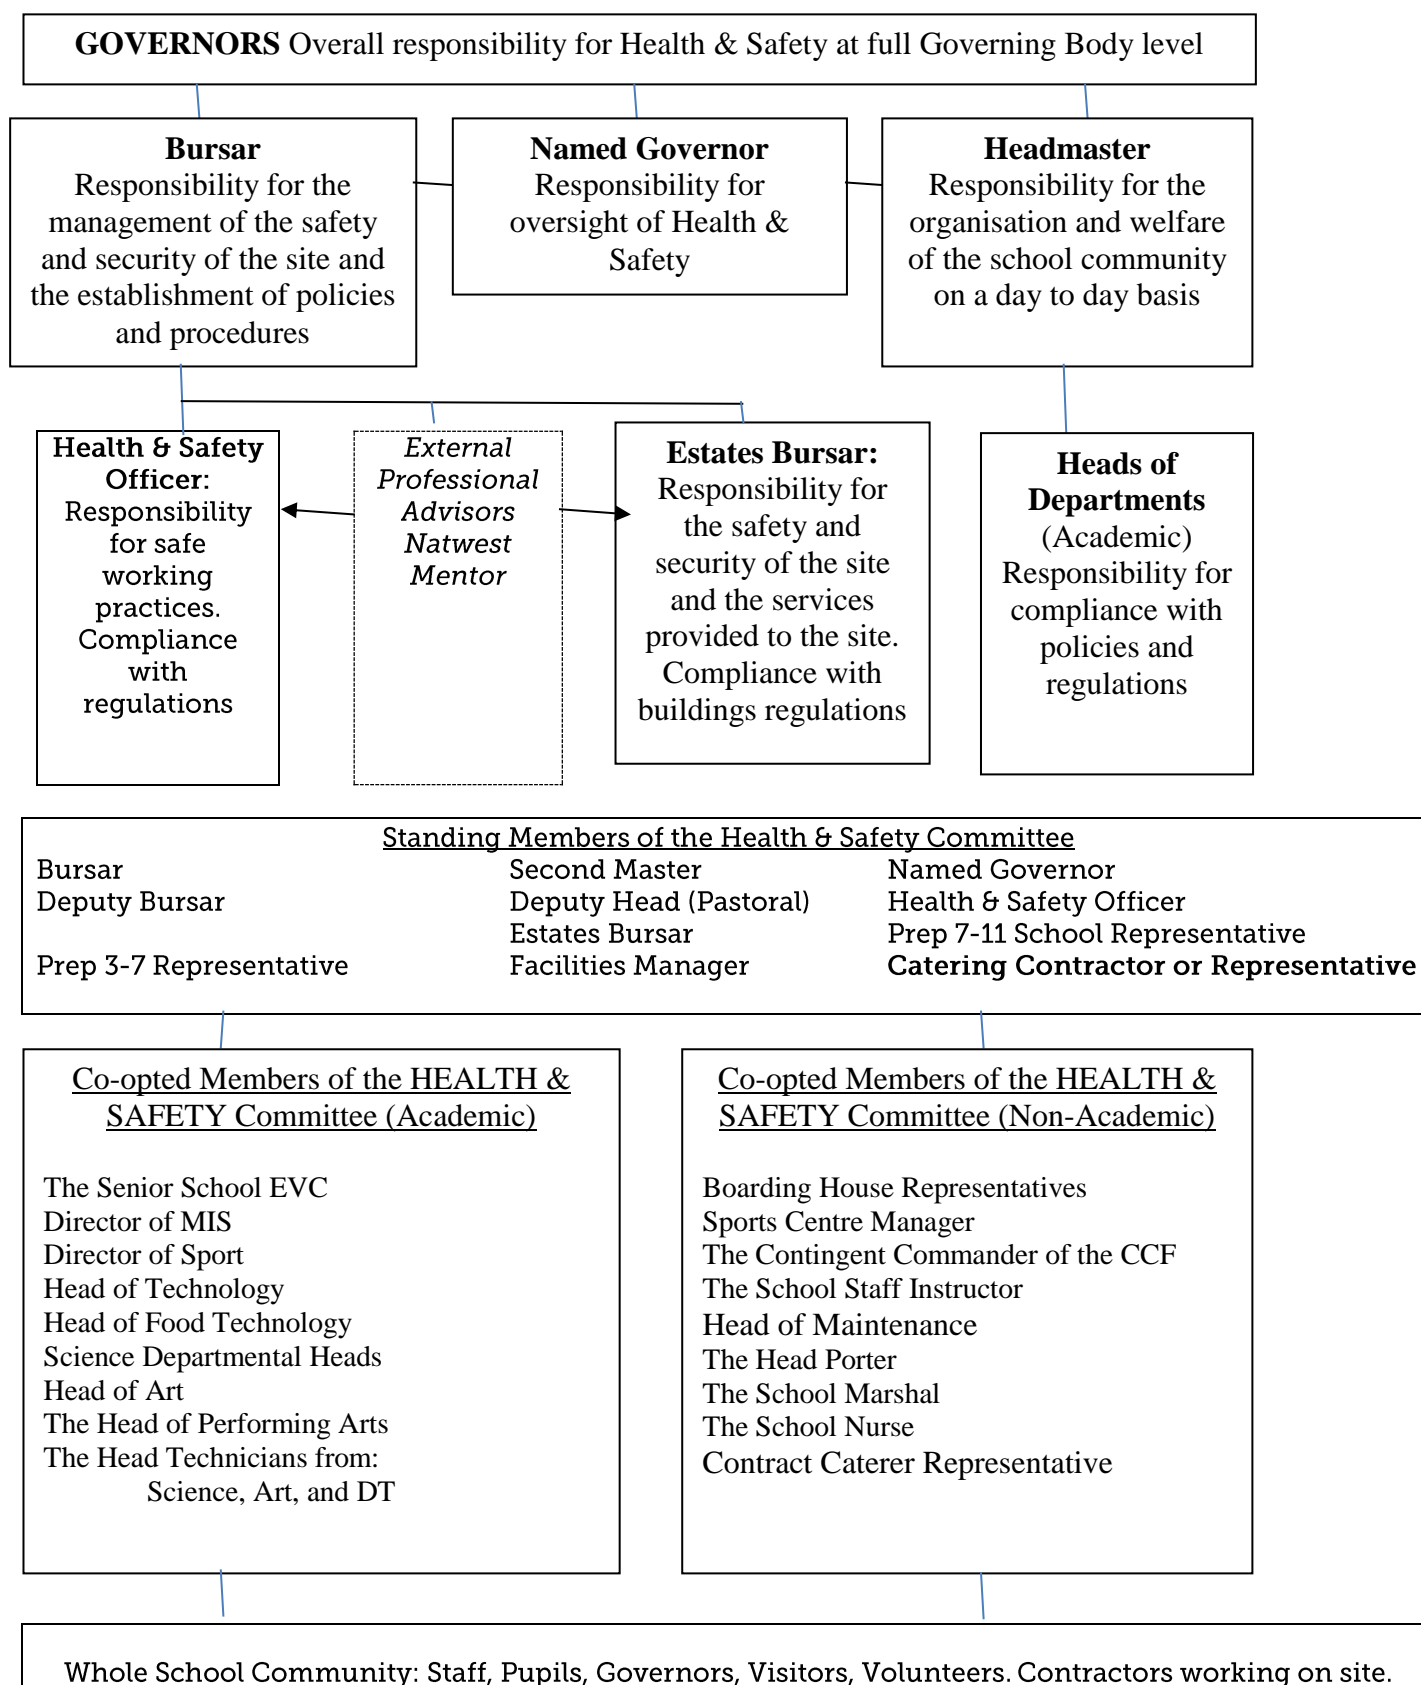 GOVERNORS Overall responsibility for Health & Safety at full Governing Body level
Bursar
Responsibility for the
management of the safety
and security of the site and
the establishment of policies
and procedures
Named Governor
Responsibility for
oversight of Health &
Safety
Headmaster
Responsibility for the
organisation and welfare
of the school community
on a day to day basis
Health & Safety
Officer:
Responsibility
for safe
working
practices.
Compliance
with
regulations
External
Professional
Advisors
Natwest
Mentor
Estates Bursar:
Responsibility for
the safety and
security of the site
and the services
provided to the site.
Compliance with
buildings regulations
Heads of
Departments
(Academic)
Responsibility for
compliance with
policies and
regulations
Standing Members of the Health & Safety Committee
Bursar Second Master Named Governor
Deputy Bursar Deputy Head (Pastoral) Health & Safety Officer
Estates Bursar Prep 7-11 School Representative
Prep 3-7 Representative Facilities Manager Catering Contractor or Representative
Co-opted Members of the HEALTH &
SAFETY Committee (Academic)
The Senior School EVC
Director of MIS
Director of Sport
Head of Technology
Head of Food Technology
Science Departmental Heads
Head of Art
The Head of Performing Arts
The Head Technicians from:
Science, Art, and DT
Co-opted Members of the HEALTH &
SAFETY Committee (Non-Academic)
Boarding House Representatives
Sports Centre Manager
The Contingent Commander of the CCF
The School Staff Instructor
Head of Maintenance
The Head Porter
The School Marshal
The School Nurse
Contract Caterer Representative
Whole School Community: Staff, Pupils, Governors, Visitors, Volunteers. Contractors working on site.